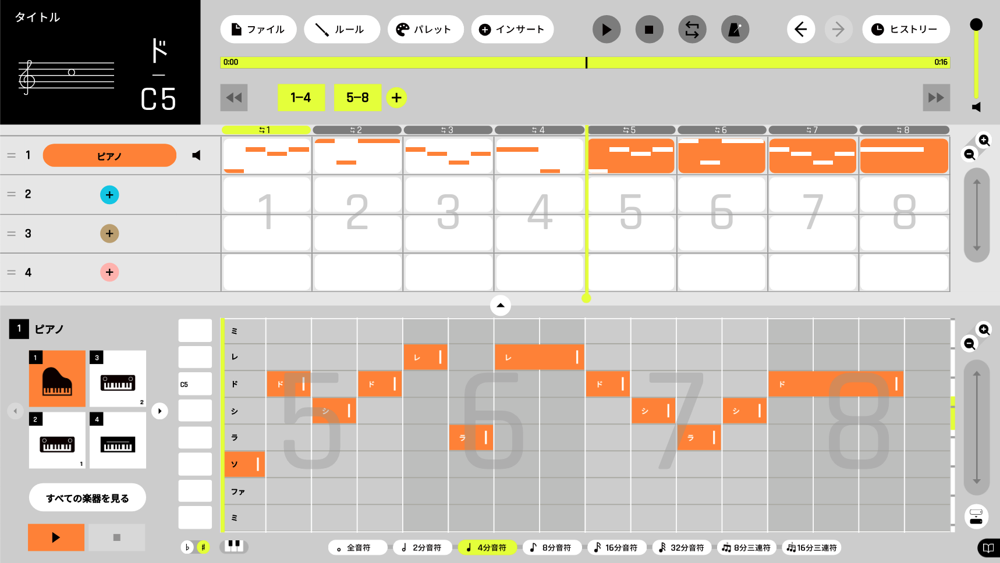 タイトル
ド
C5
ファイル
ルール
パレット
インサート
ヒストリー
0:00
0:16
1–4
5–8
1
2
3
4
5
6
7
8
1
ピアノ
2
3
4
1
2
3
4
5
6
7
8
1
ピアノ
1
3
2
2
4
1
すべての楽器を見る
C5
ミ
レ
ド
シ
ラ
ソ
ファ
ミ
レ
レ
ド
ド
ド
ド
シ
シ
シ
ラ
ラ
5
6
7
8
♭
♯
全音符
2分音符
4分音符
8分音符
16分音符
32分音符
8分三連符
16分三連符